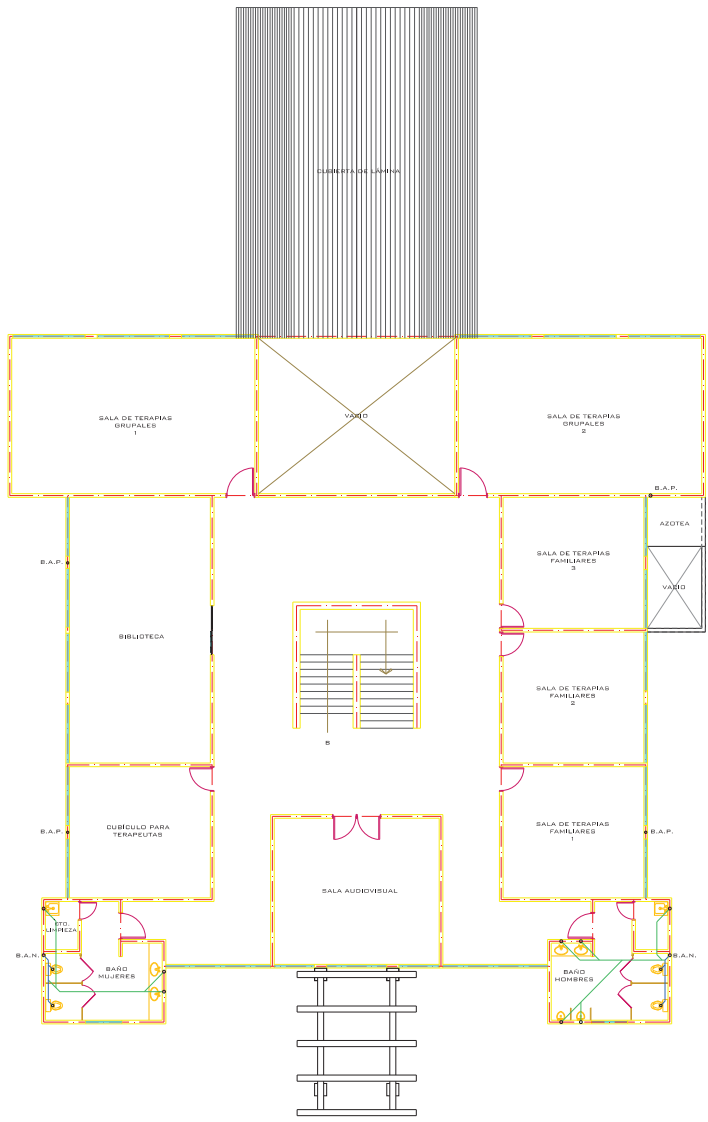 CUBIERTA DE LÁMINA
SALA DE TERAPIAS
GRUPALES
1
VACIO
SALA DE TERAPIAS
GRUPALES
2
B.A.P.
AZOTEA
VACIO
SALA DE TERAPIAS
FAMILIARES
3
B.A.P.
BIBLIOTECA
SALA DE TERAPIAS
FAMILIARES
2
B
CUBÍCULO PARA
TERAPEUTAS
B.A.P.
SALA DE TERAPIAS
FAMILIARES
1
B.A.P.
SALA AUDIOVISUAL
CTO.
LIMPIEZA
B.A.N.
BAÑO
MUJERES
BAÑO
HOMBRES
B.A.N.